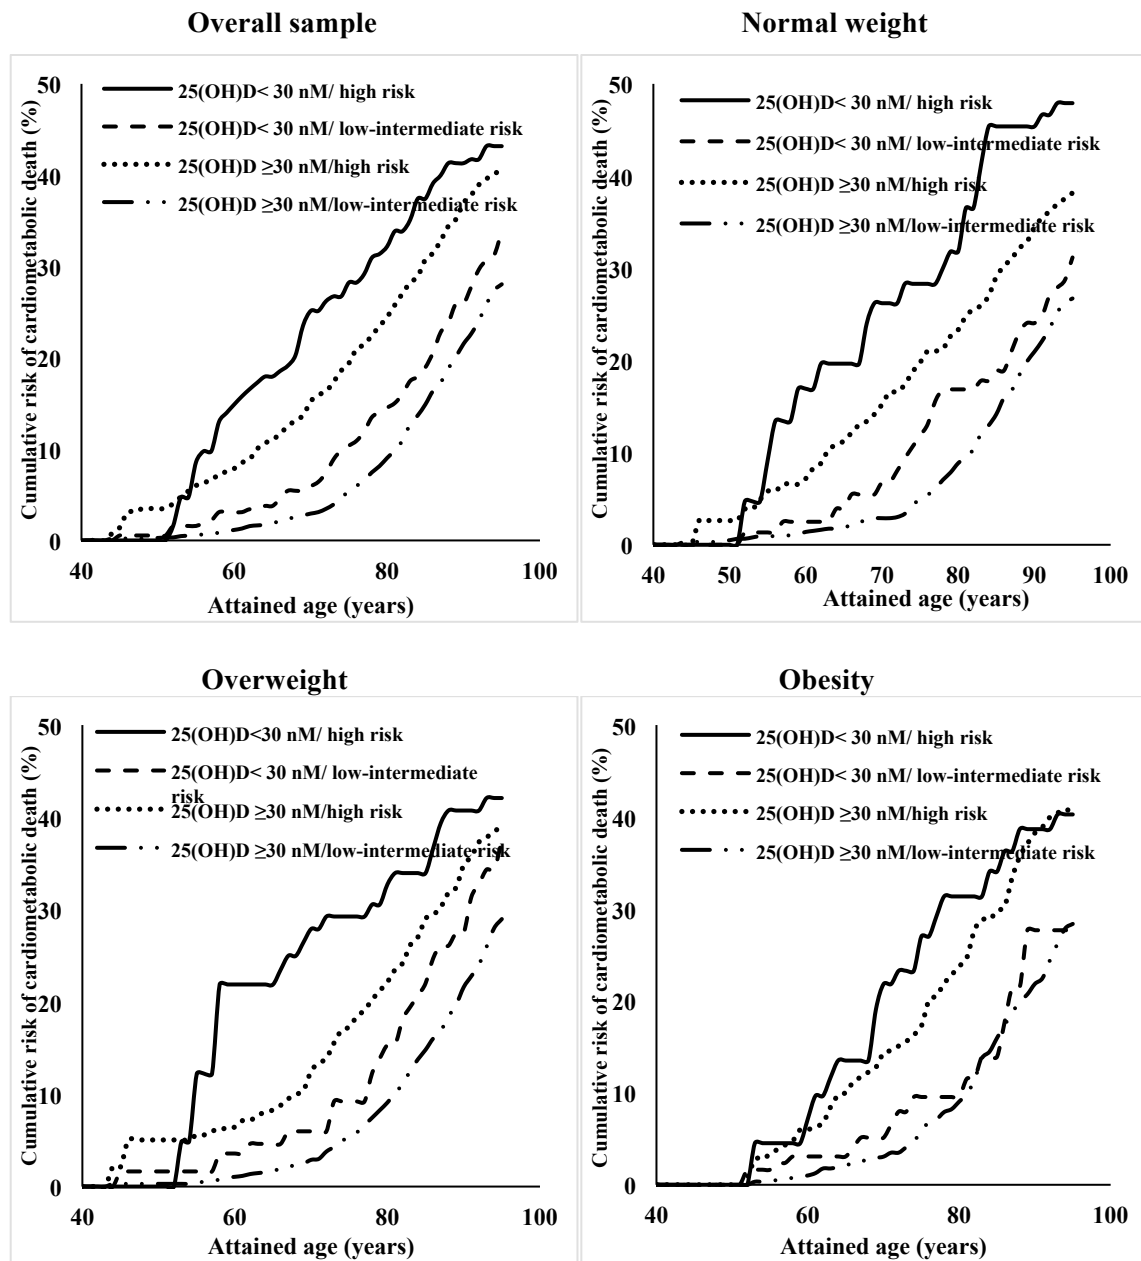 Overall sample
Cumulative risk of cardiometabolic death (%)
50
40
30
20
10
0
25(OH)D< 30 nM/ high risk
25(OH)D< 30 nM/ low-intermediate risk
25(OH)D ≥30 nM/high risk
25(OH)D ≥30 nM/low-intermediate risk
40 60 80 100
Attained age (years)
Normal weight
Cumulative risk of cardiometabolic death (%)
50
40
30
20
10
0
25(OH)D< 30 nM/ high risk
25(OH)D< 30 nM/ low-intermediate risk
25(OH)D ≥30 nM/high risk
25(OH)D ≥30 nM/low-intermediate risk
40 50 60 70 80 90 100
Attained age (years)
Overweight
Cumulative risk of cardiometabolic death (%)
50
40
30
20
10
0
25(OH)D<30 nM/ high risk
25(OH)D< 30 nM/ low-intermediate
risk
25(OH)D ≥30 nM/high risk
25(OH)D ≥30 nM/low-intermediate risk
40 60 80 100
Attained age (years)
Obesity
Cumulative risk of cardiometabolic death (%)
50
40
30
20
10
0
25(OH)D< 30 nM/ high risk
25(OH)D< 30 nM/ low-intermediate risk
25(OH)D ≥30 nM/high risk
25(OH)D ≥30 nM/low-intermediate risk
40 60 80 100
Attained age (years)